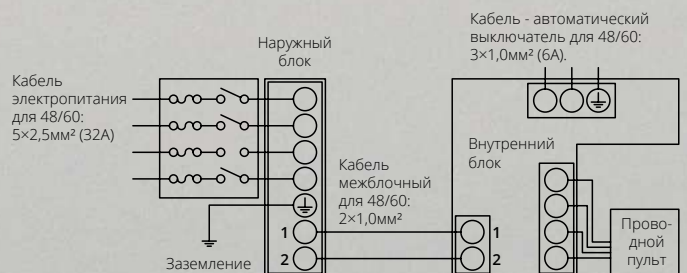 Кабель - автоматический
выключатель для 48/60:
3×1,0мм² (6А).
Наружный
блок
Кабель
электропитания
для 48/60:
5×2,5мм² (32А)
Внутренний
блок
Кабель
межблочный
для 48/60:
2×1,0мм²
Прово-
дной
пульт
1
1
Заземление
2
2